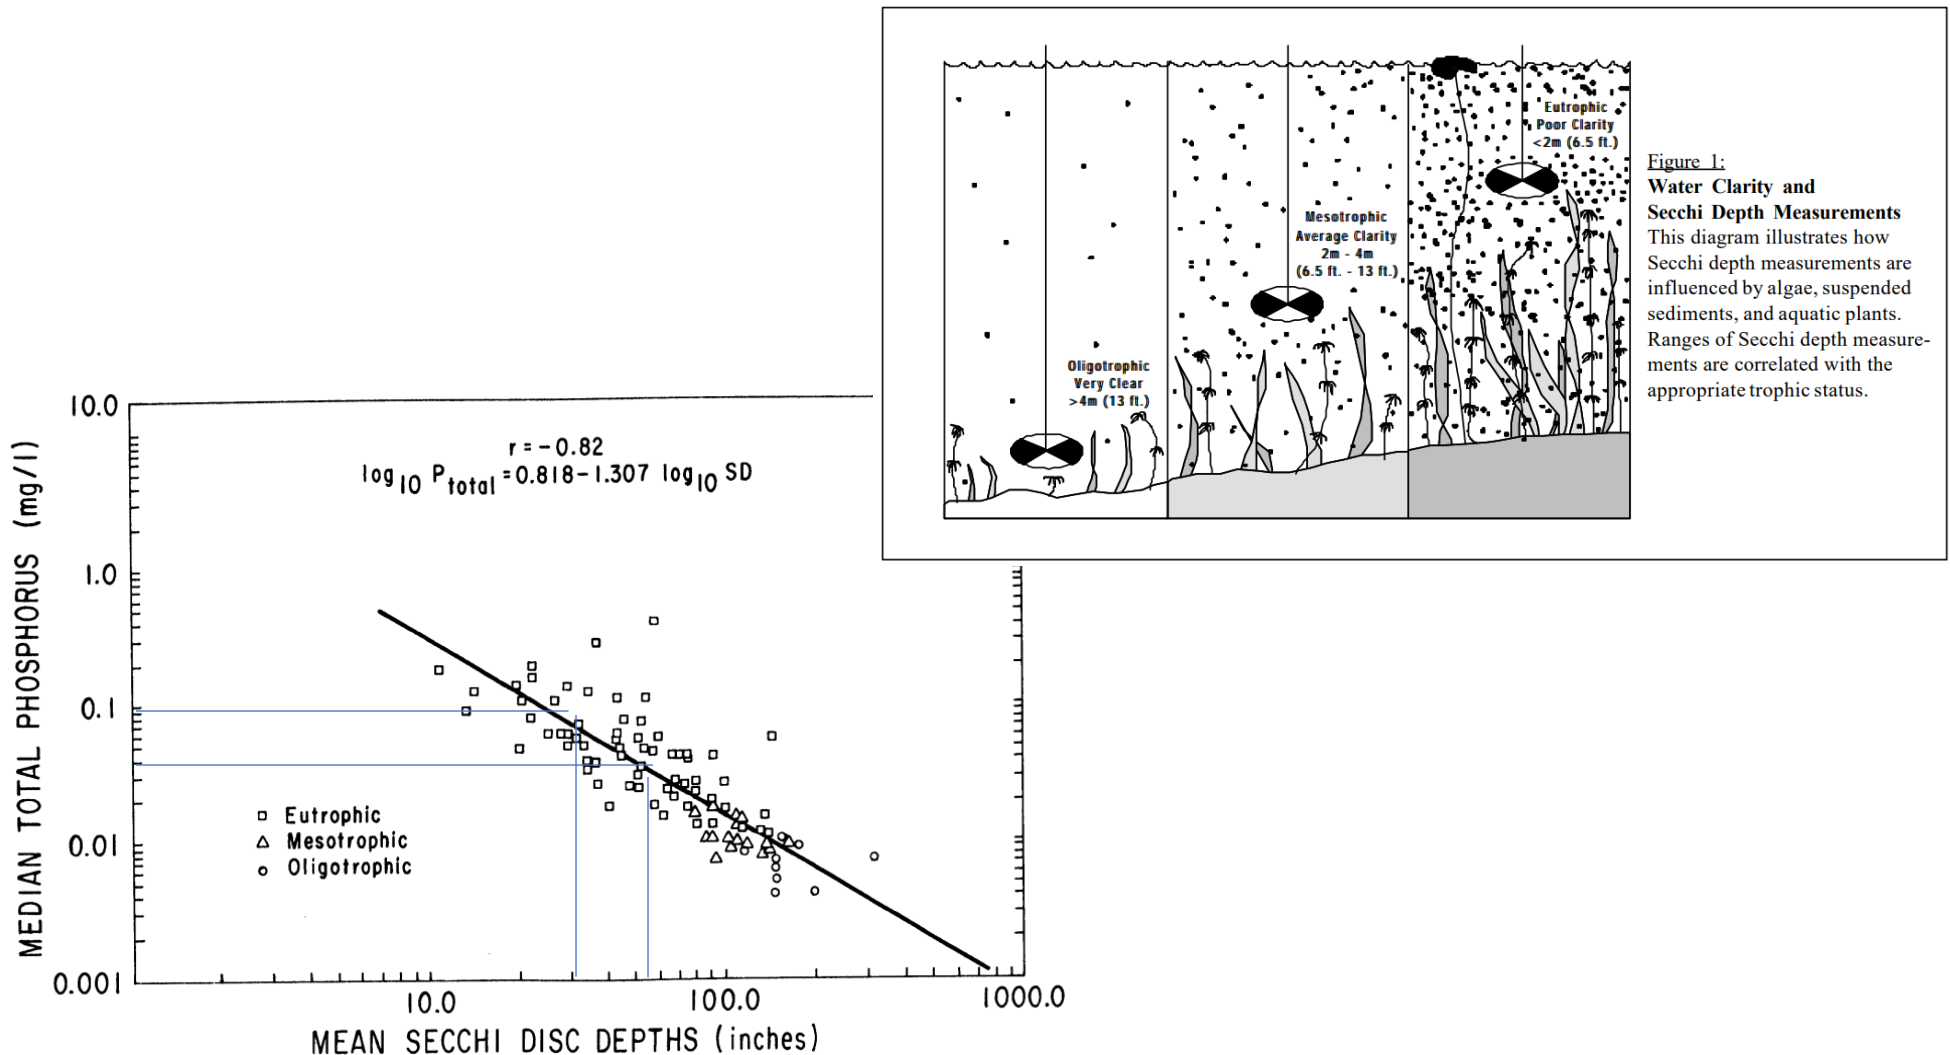 Oligotrophic
Very Clear
>4m (13 ft.)
Mesotrophic
Average Clarity
2m - 4m
(6.5 ft. - 13 ft.)
Eutrophic
Poor Clarity
<2m (6.5 ft.)
Figure 1:
Water Clarity and
Secchi Depth Measurements
This diagram illustrates how
Secchi depth measurements are
influenced by algae, suspended
sediments, and aquatic plants.
Ranges of Secchi depth measure-
ments are correlated with the
appropriate trophic status.
MEDIAN TOTAL PHOSPHORUS (mg/l)
10.0
1.0
0.1
0.01
0.001
r = -0.82
log10 Ptotal = 0.818-1.307 log10 SD
Eutrophic
Mesotrophic
Oligotrophic
10.0 100.0 1000.0
MEAN SECCHI DISC DEPTHS (inches)